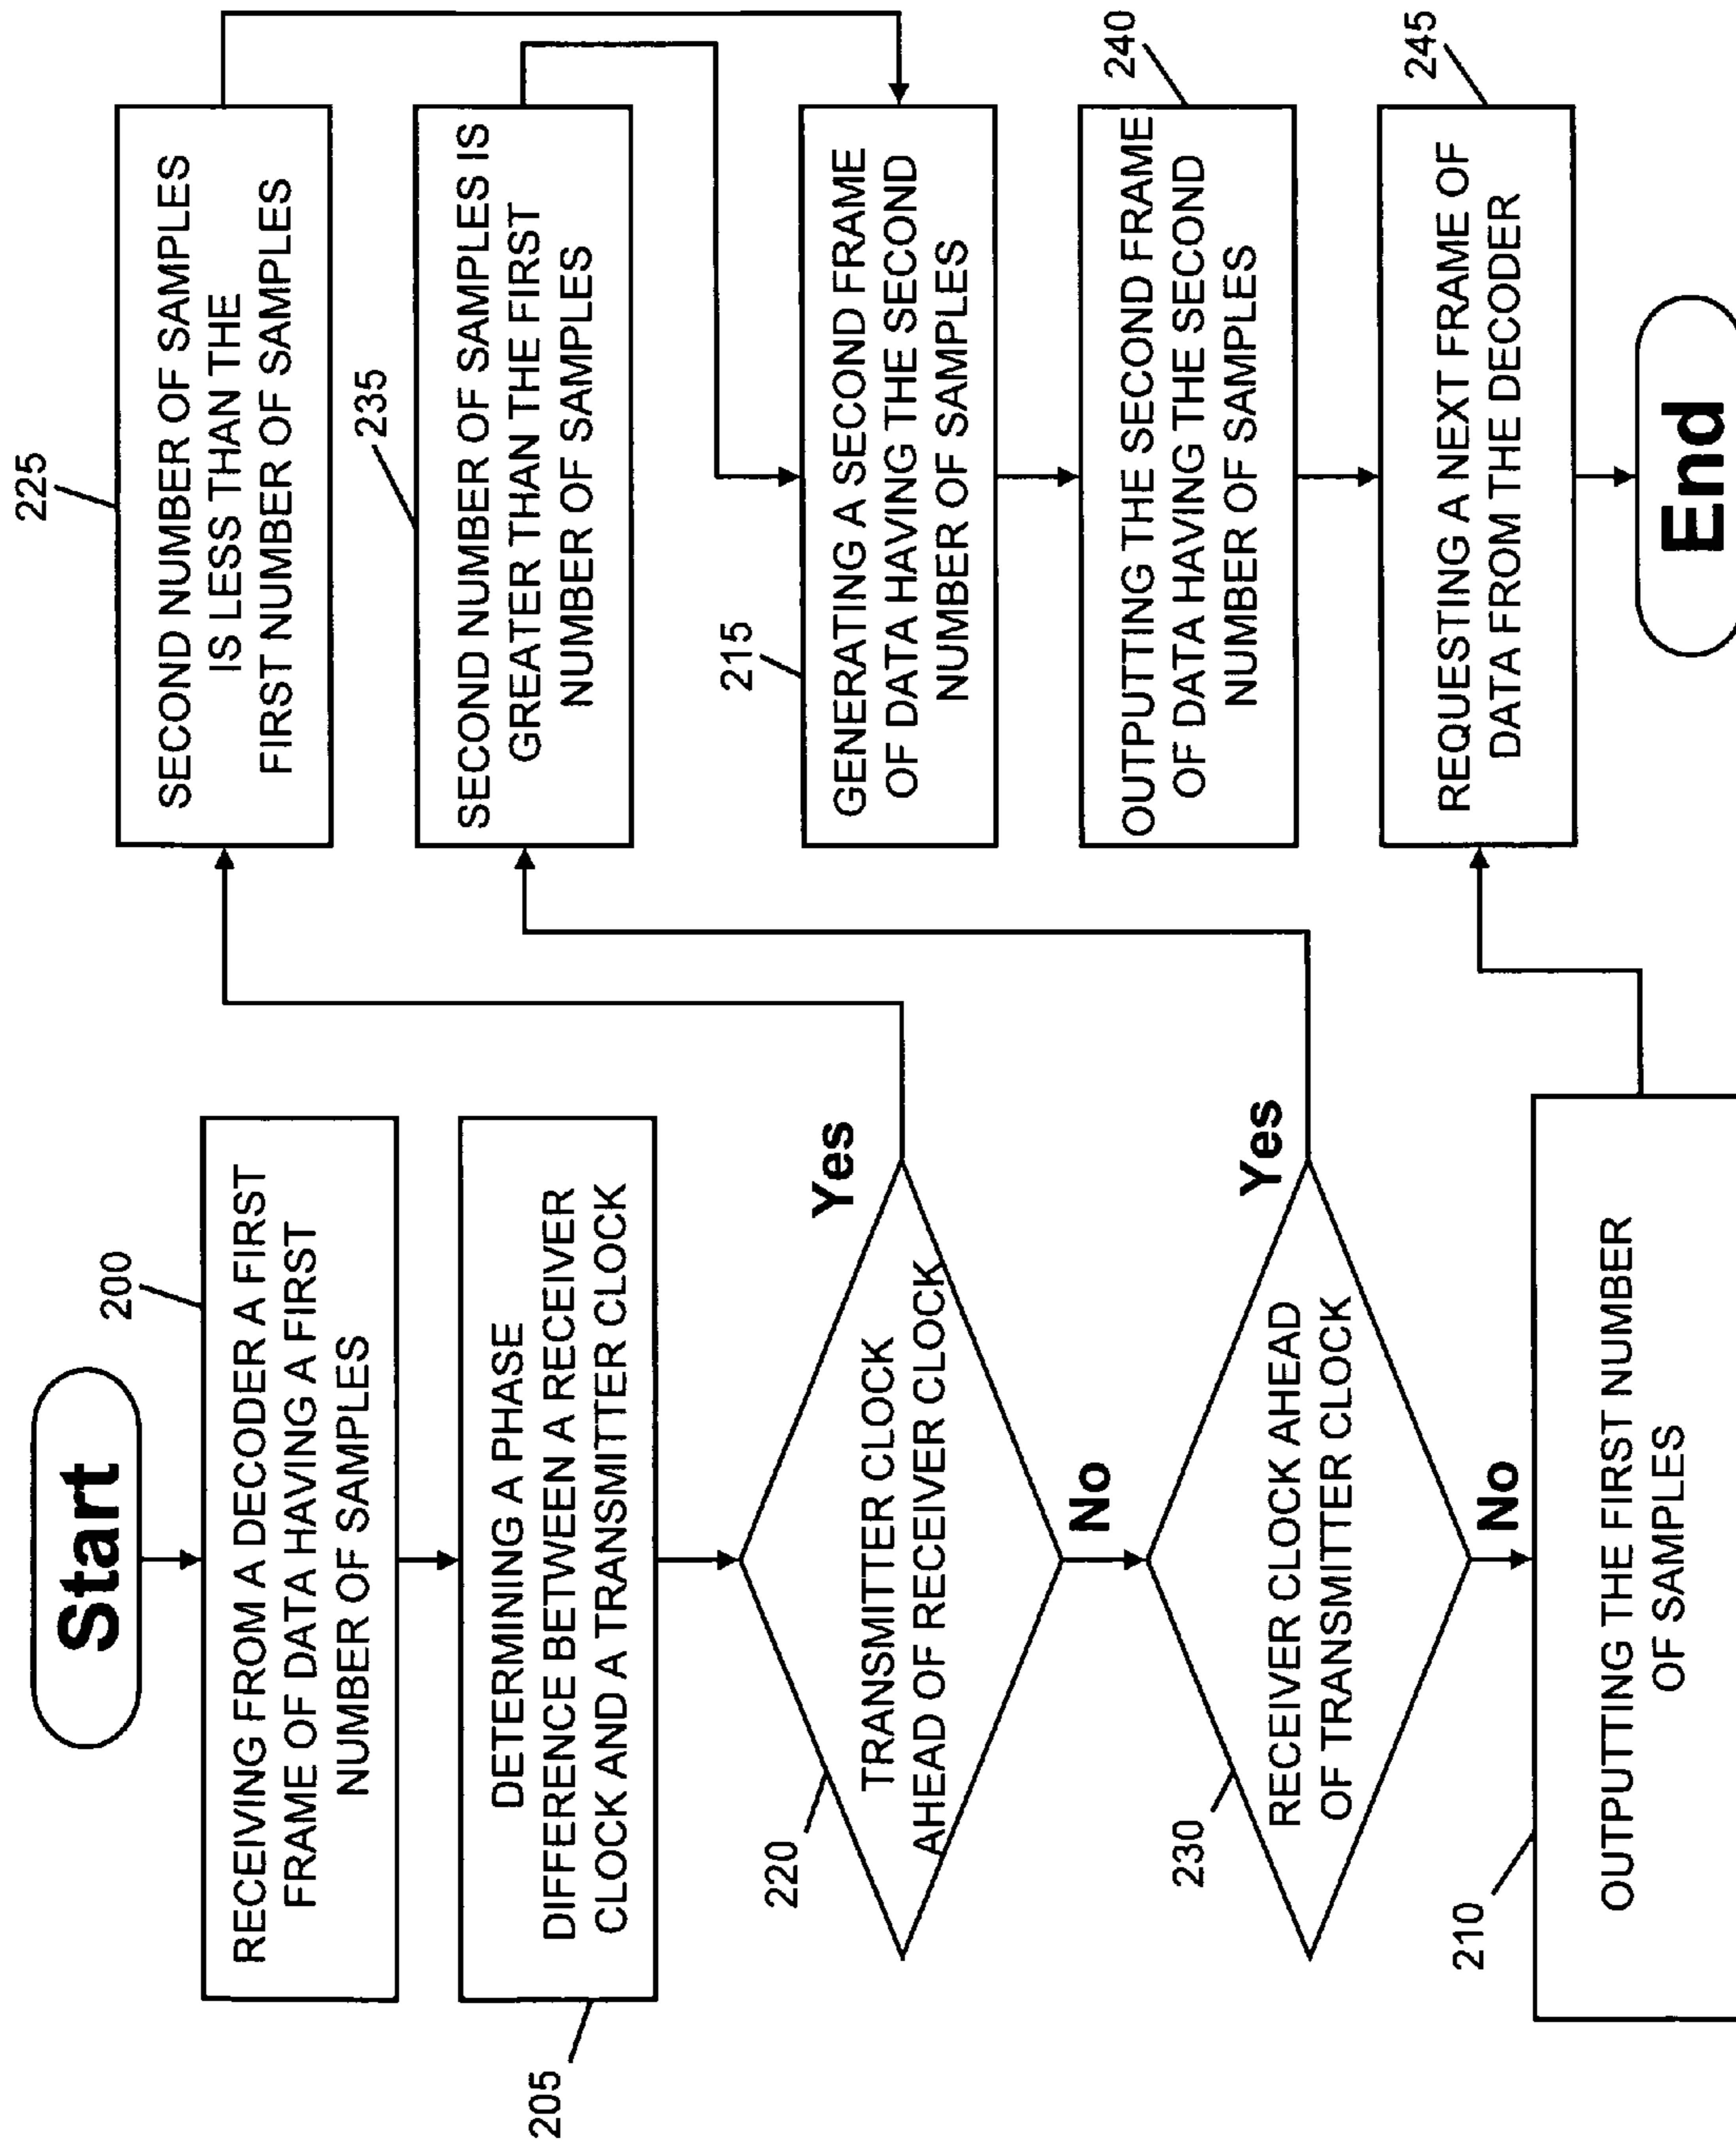 Start
200
RECEIVING FROM A DECODER A FIRST
FRAME OF DATA HAVING A FIRST
NUMBER OF SAMPLES
205
DETERMINING A PHASE
DIFFERENCE BETWEEN A RECEIVER
CLOCK AND A TRANSMITTER CLOCK
220
TRANSMITTER CLOCK
AHEAD OF RECEIVER CLOCK
Yes
No
230
RECEIVER CLOCK AHEAD
OF TRANSMITTER CLOCK
Yes
No
210
OUTPUTTING THE FIRST NUMBER
OF SAMPLES
225
SECOND NUMBER OF SAMPLES
IS LESS THAN THE
FIRST NUMBER OF SAMPLES
235
SECOND NUMBER OF SAMPLES IS
GREATER THAN THE FIRST
NUMBER OF SAMPLES
215
GENERATING A SECOND FRAME
OF DATA HAVING THE SECOND
NUMBER OF SAMPLES
240
OUTPUTTING THE SECOND FRAME
OF DATA HAVING THE SECOND
NUMBER OF SAMPLES
245
REQUESTING A NEXT FRAME OF
DATA FROM THE DECODER
End